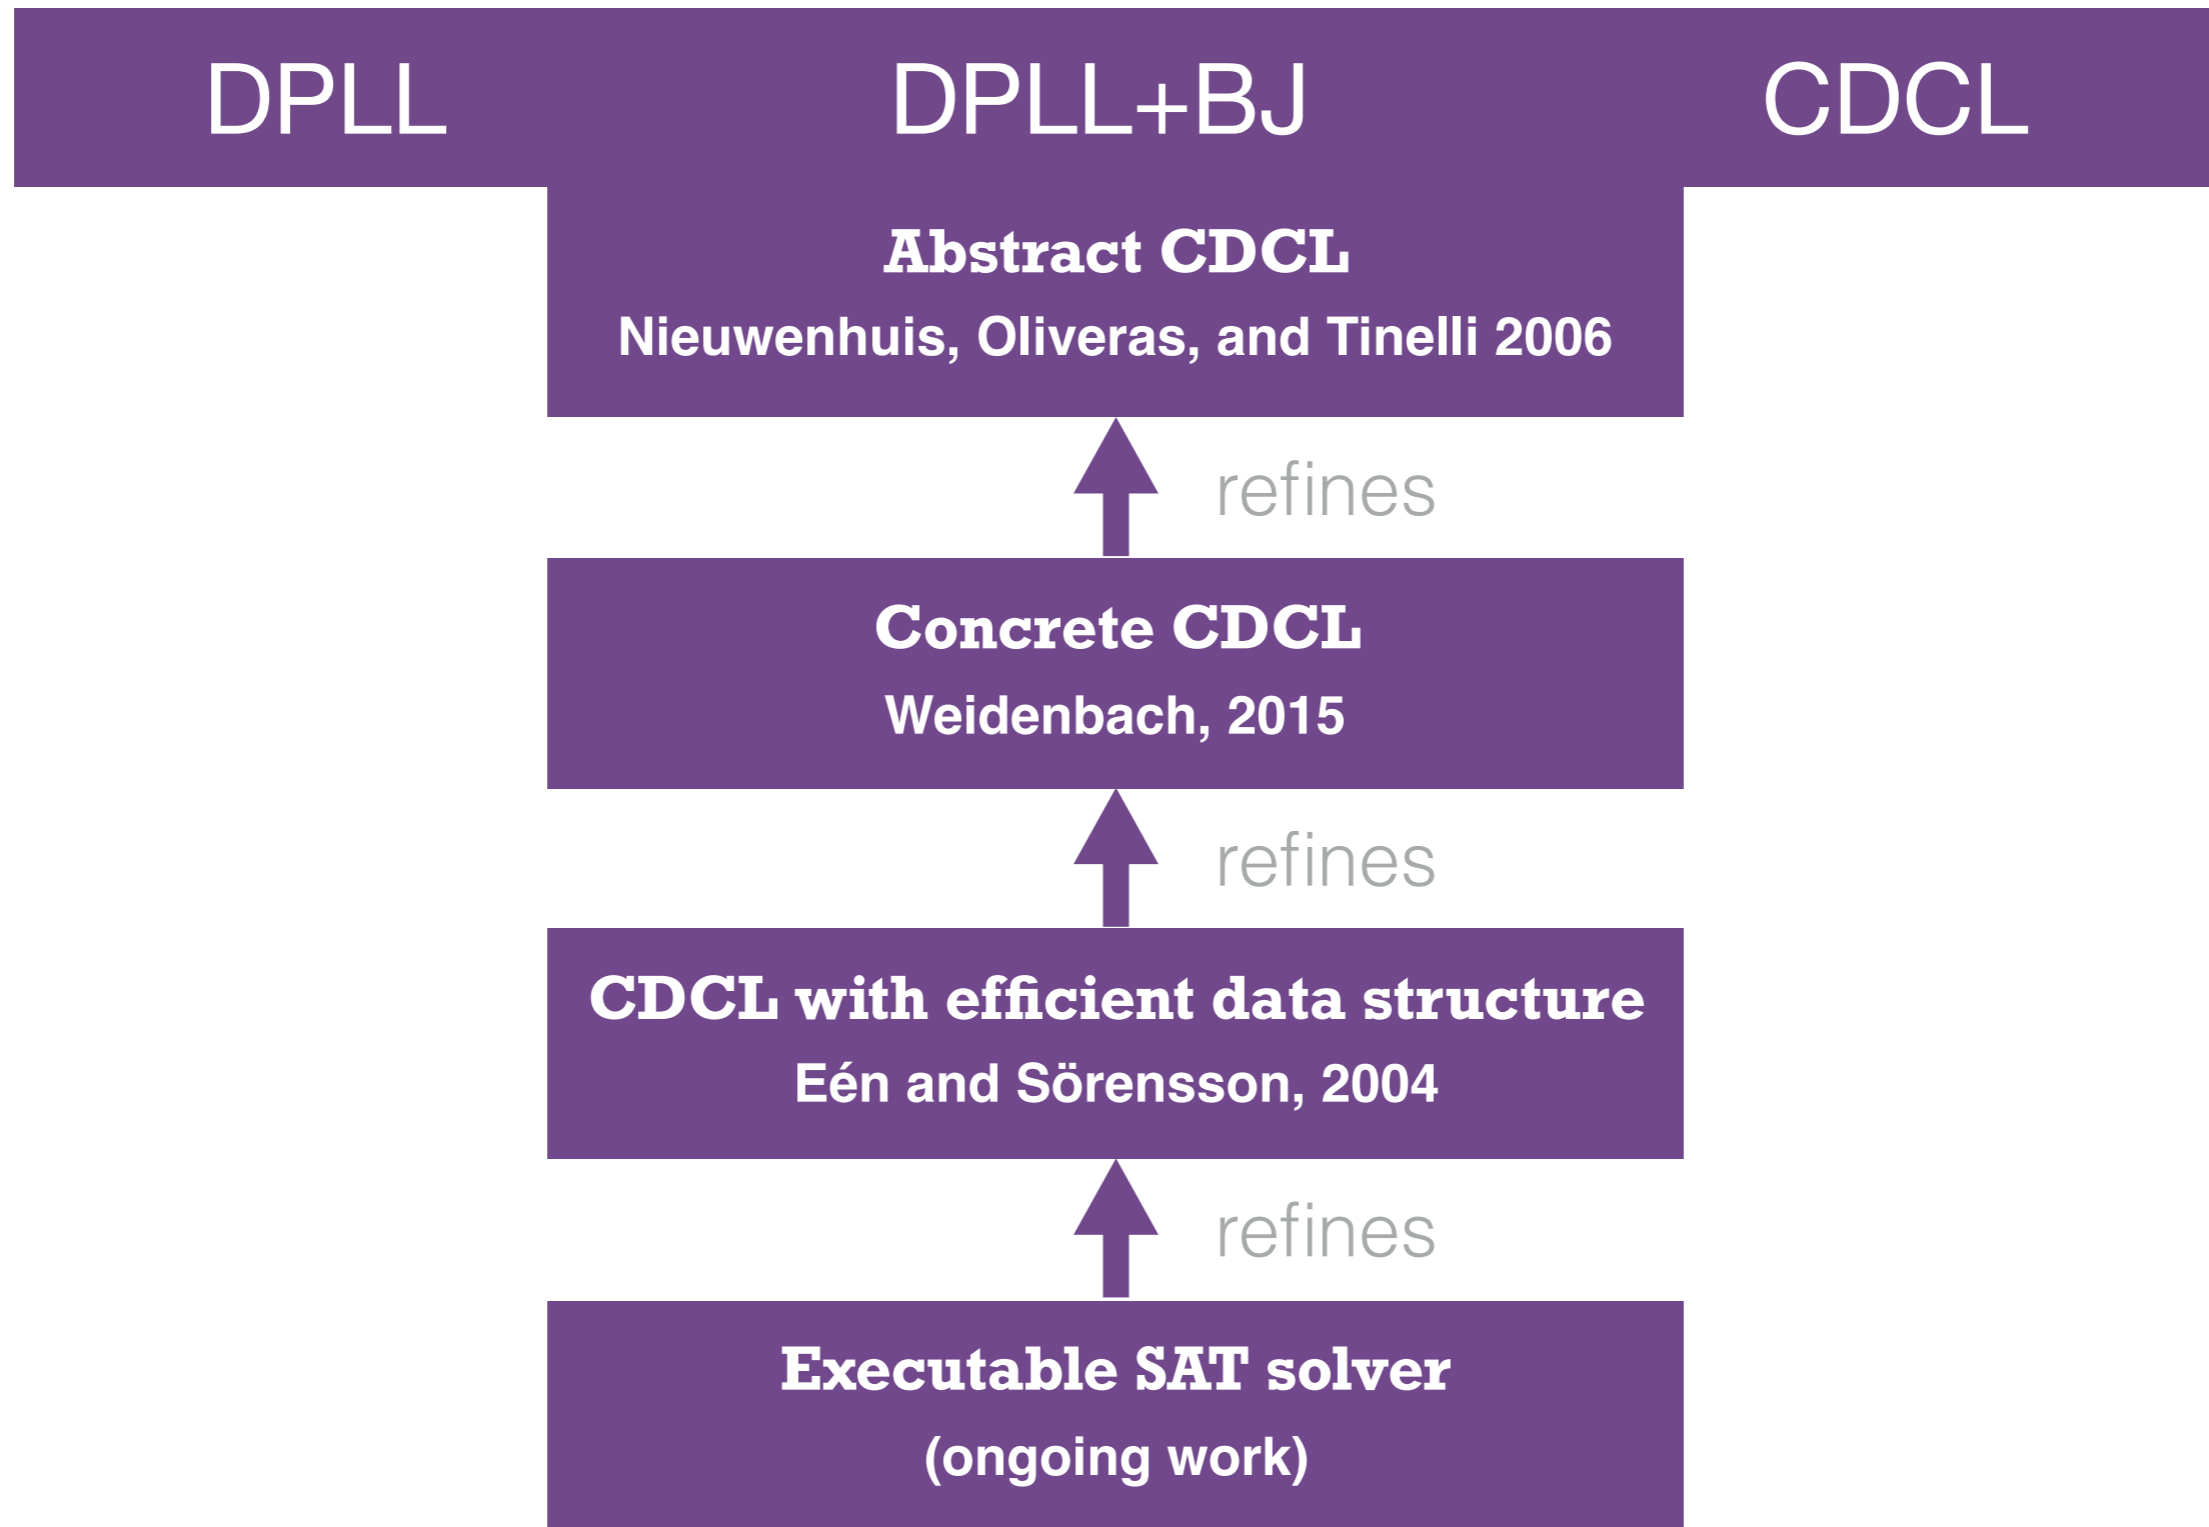 DPLL DPLL+BJ CDCL
Abstract CDCL
Nieuwenhuis, Oliveras, and Tinelli 2006
refines
Concrete CDCL
Weidenbach, 2015
refines
CDCL with efficient data structure
Eén and Sörensson, 2004
refines
Executable SAT solver
(ongoing work)